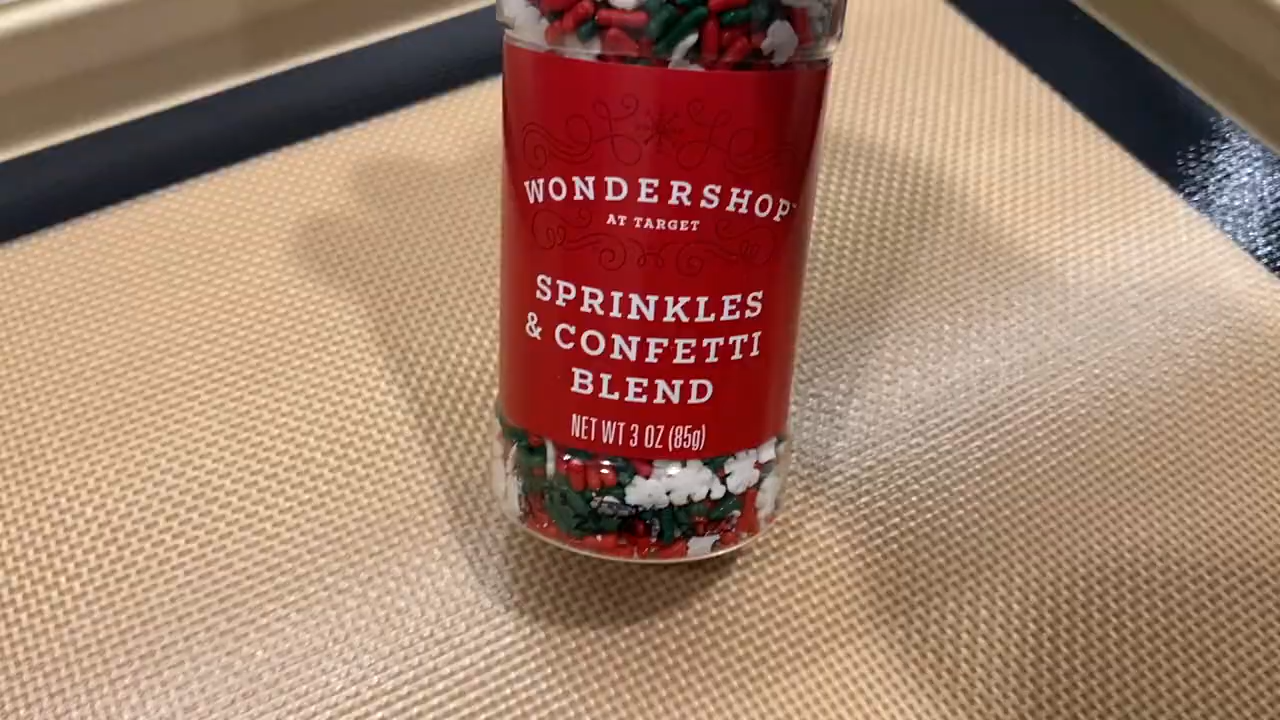 WONDERSHOP
AT TARGET
SPRINKLES
& CONFETTI
BLEND
NET WT 3 OZ (85g)